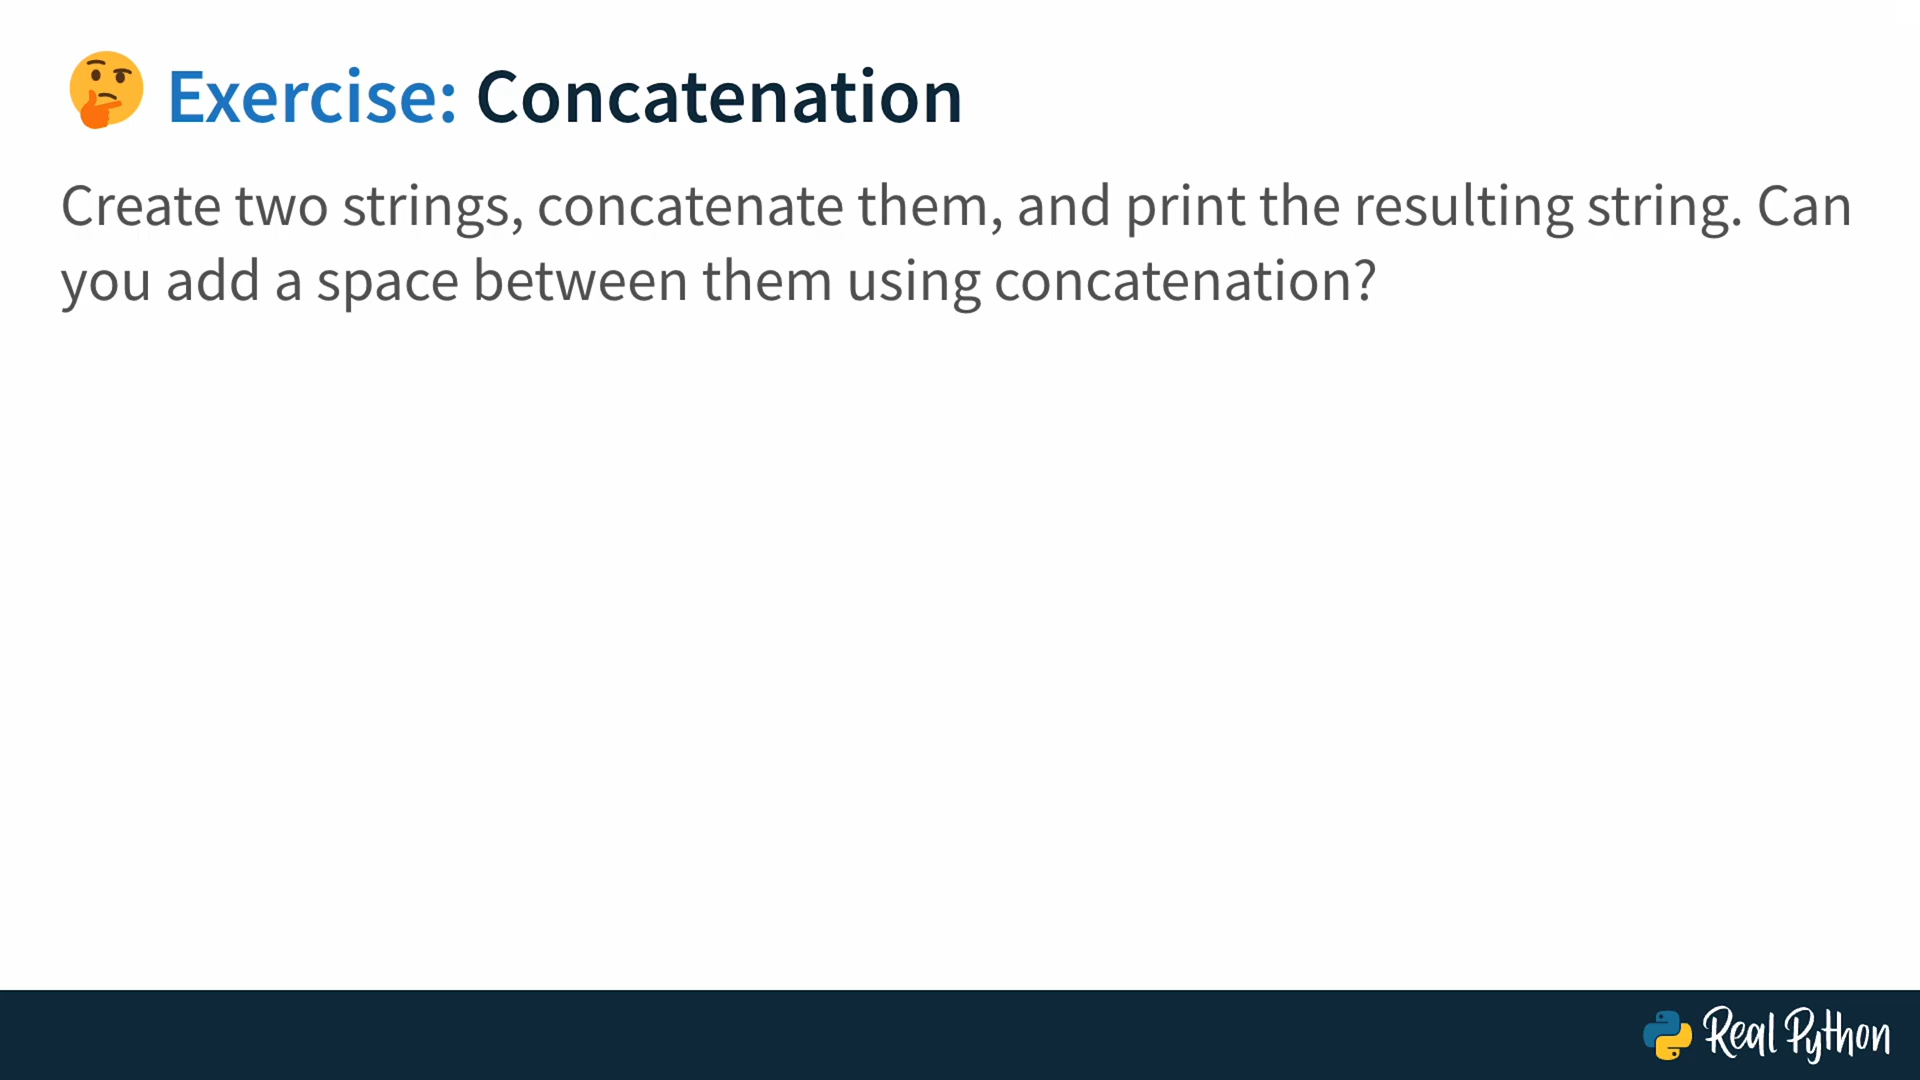 Exercise: Concatenation
Create two strings, concatenate them, and print the resulting string. Can
you add a space between them using concatenation?
Real Python